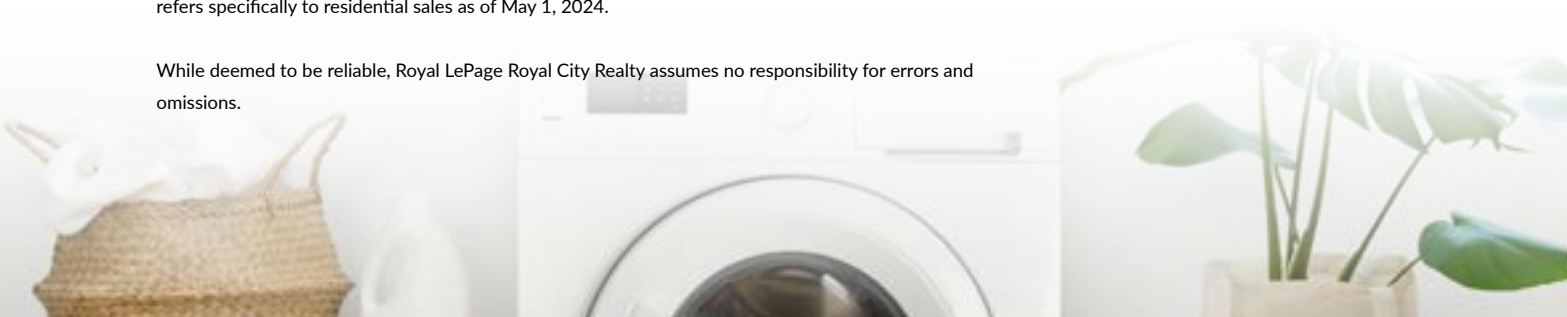 refers specifically to residential sales as of May 1, 2024.
While deemed to be reliable, Royal LePage Royal City Realty assumes no responsibility for errors and
omissions.